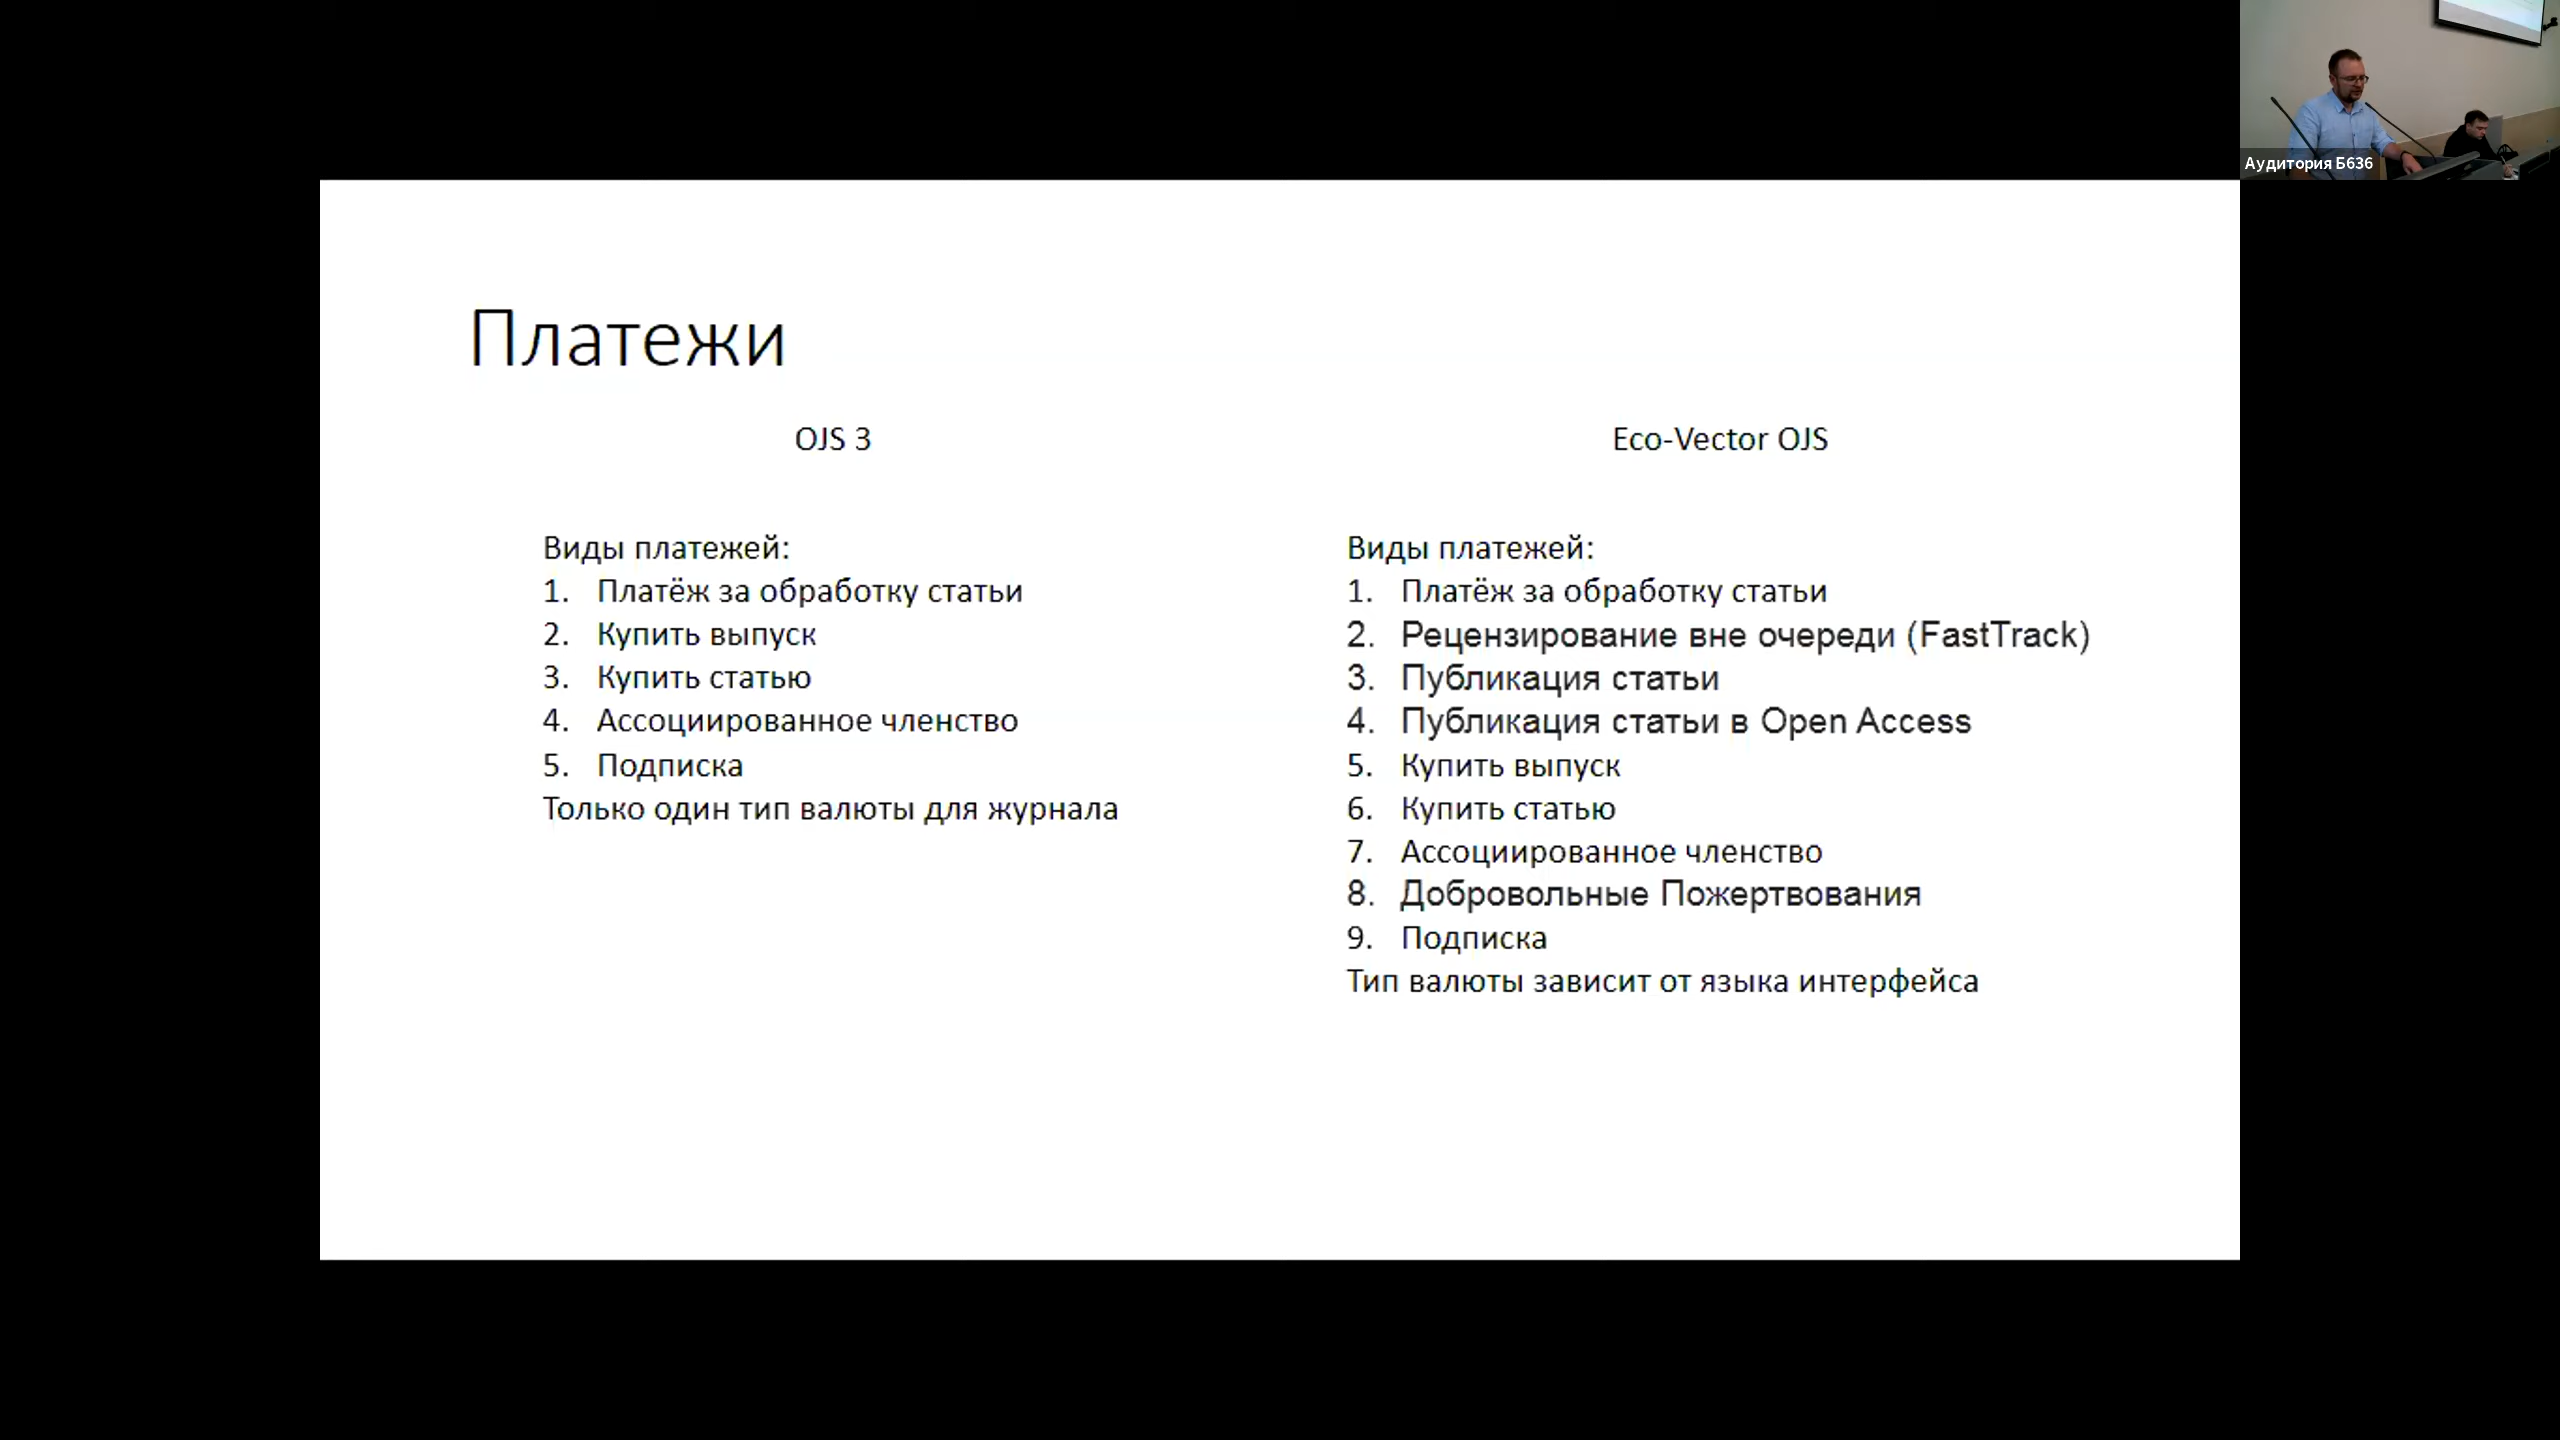 Аудитория Б636
Платежи
OJS 3
Виды платежей:
1. Платёж за обработку статьи
2. Купить выпуск
3. Купить статью
4. Ассоциированное членство
5. Подписка
Только один тип валюты для журнала
Eco-Vector OJS
Виды платежей:
1. Платёж за обработку статьи
2. Рецензирование вне очереди (FastTrack)
3. Публикация статьи
4. Публикация статьи в Open Access
5. Купить выпуск
6. Купить статью
7. Ассоциированное членство
8. Добровольные Пожертвования
9. Подписка
Тип валюты зависит от языка интерфейса